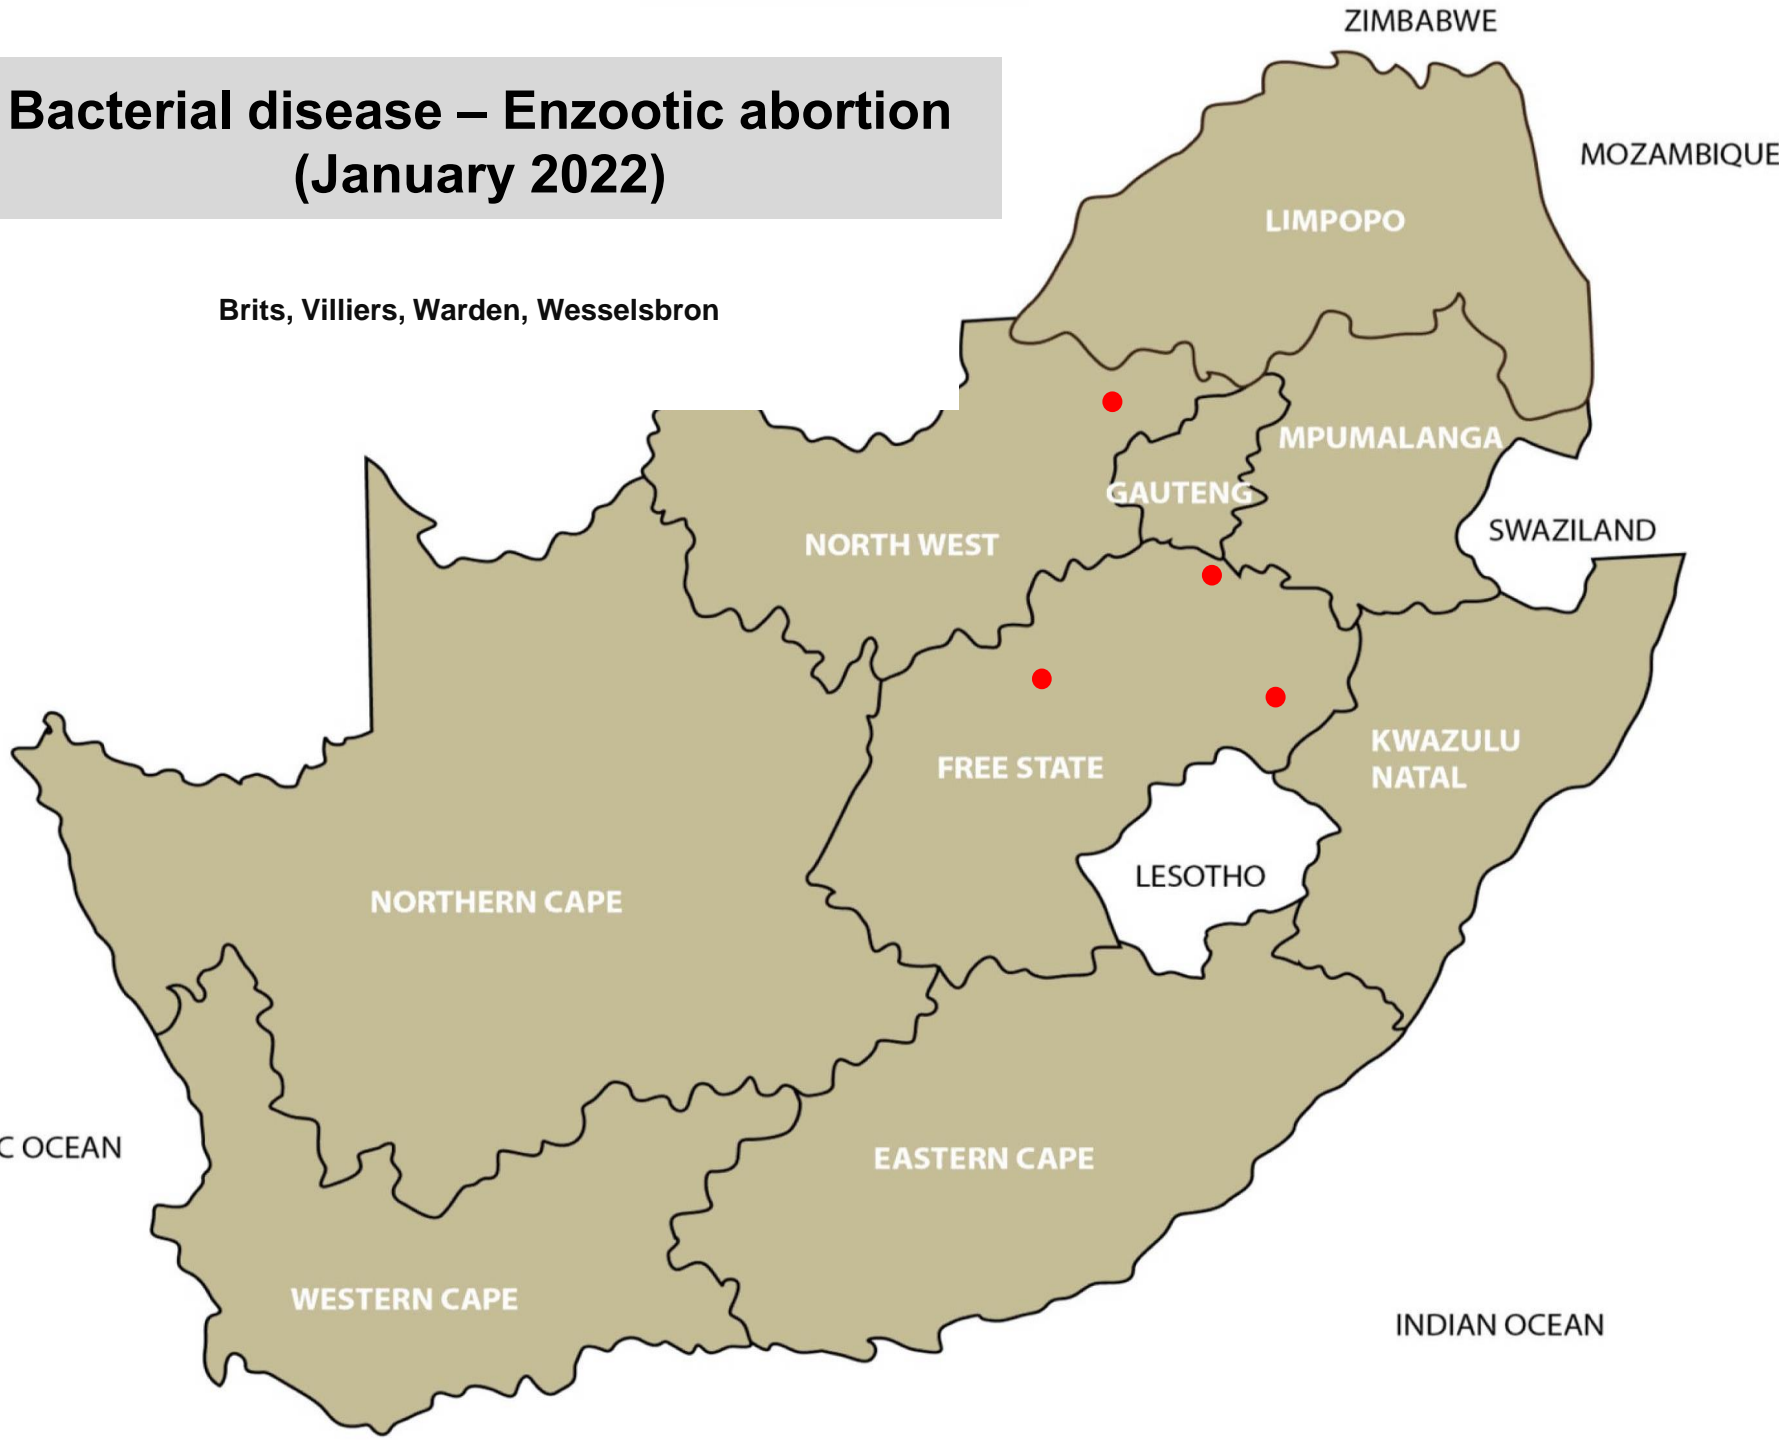 ZIMBABWE
Bacterial disease – Enzootic abortion
(January 2022)
MOZAMBIQUE
LIMPOPO
Brits, Villiers, Warden, Wesselsbron
MPUMALANGA
GAUTENG
SWAZILAND
NORTH WEST
KWAZULU
NATAL
FREE STATE
LESOTHO
NORTHERN CAPE
C OCEAN
EASTERN CAPE
WESTERN CAPE
INDIAN OCEAN